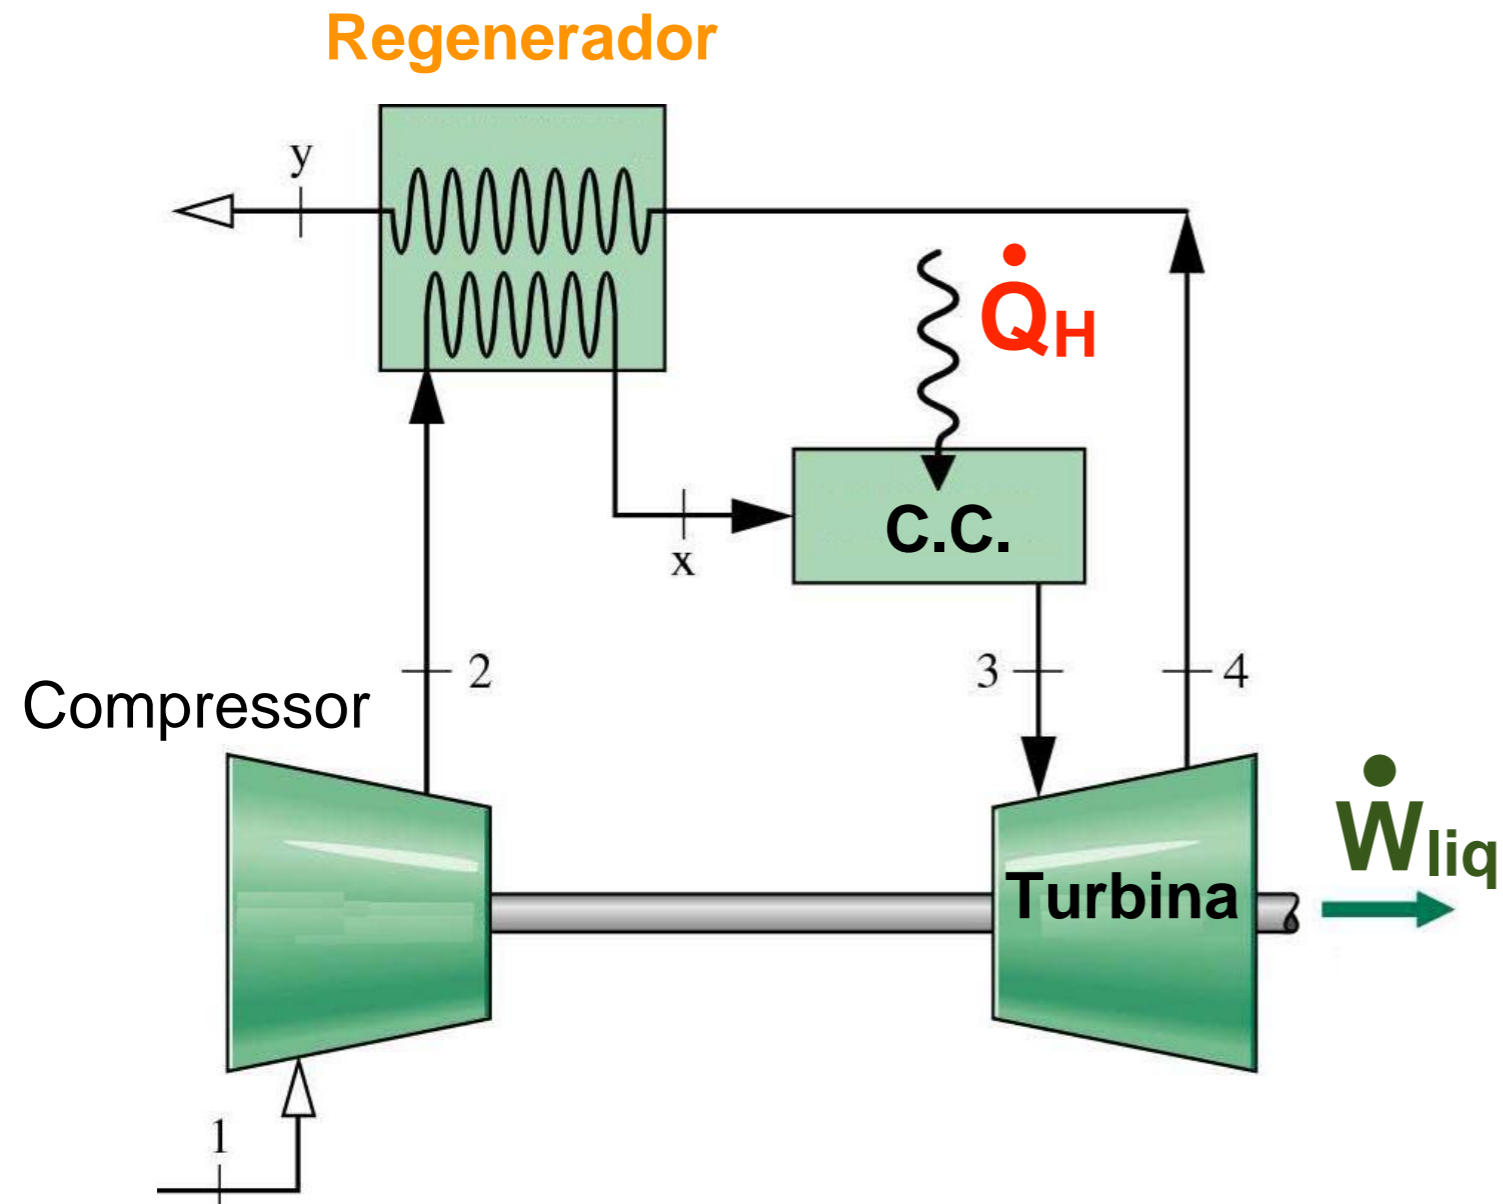 Regenerador
y
Q̇H
C.C.
x
2
3
4
Compressor
Ẇliq
Turbina
1